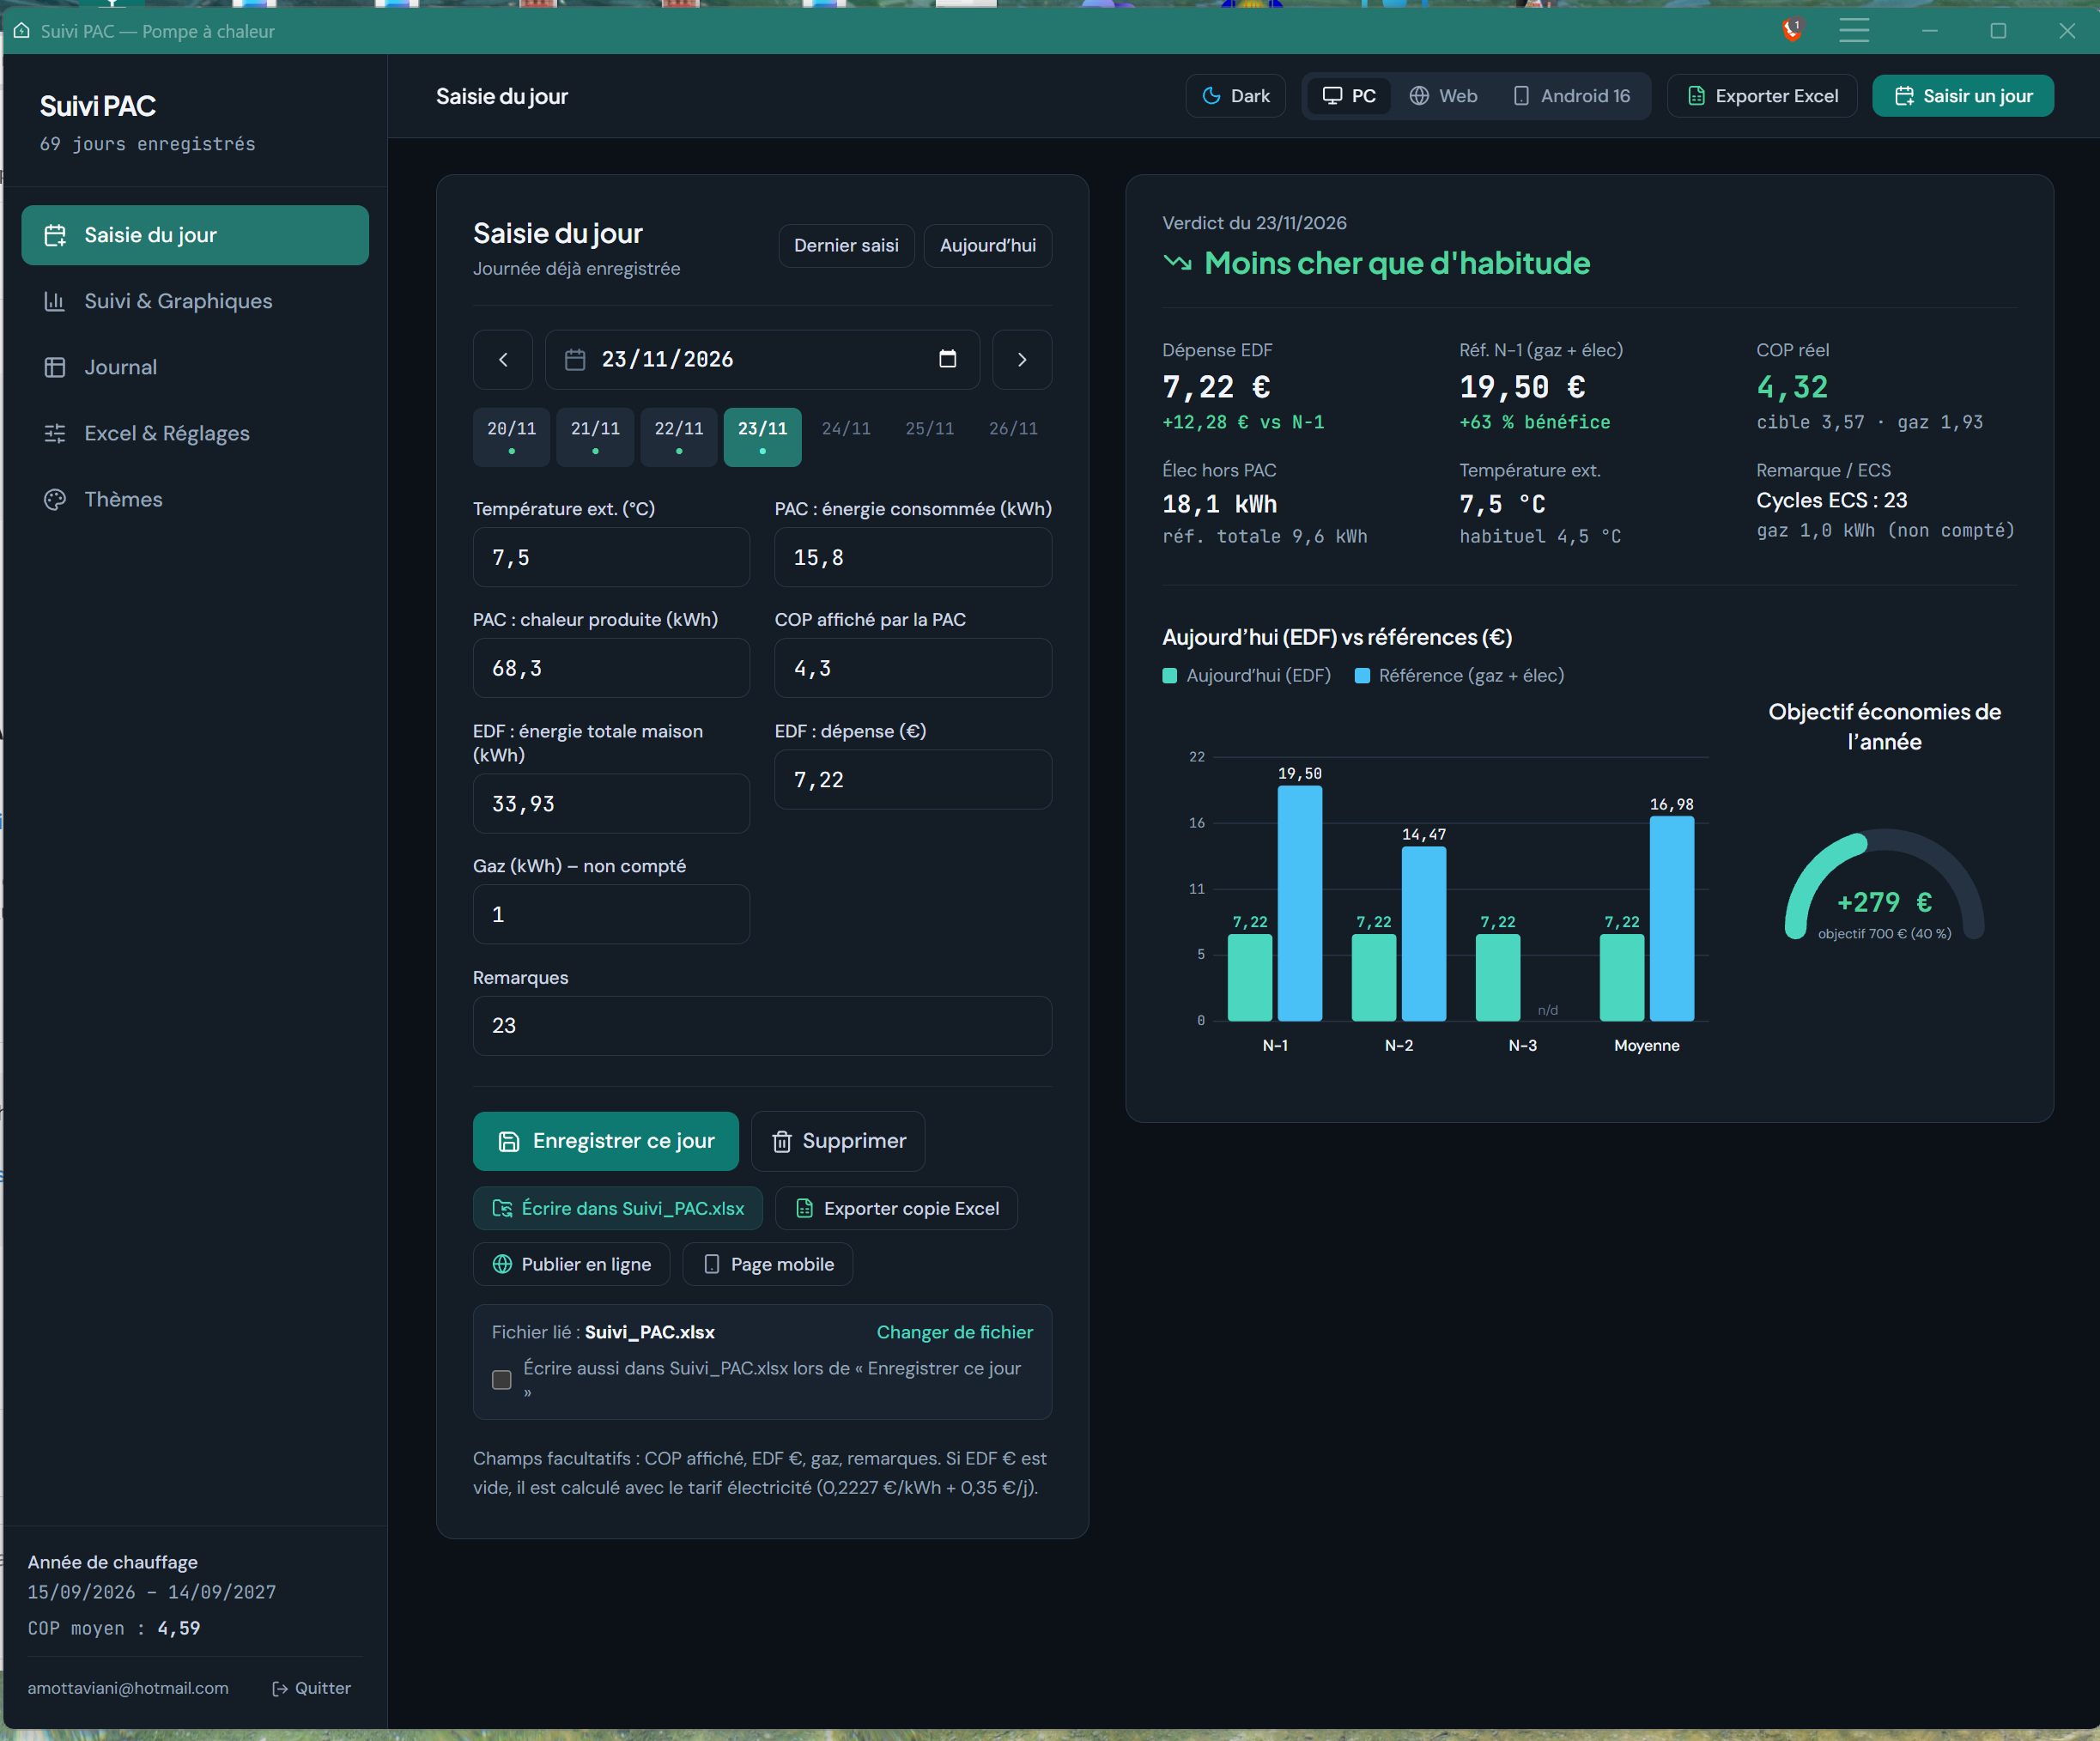 Suivi PAC — Pompe à chaleur
1
Suivi PAC
69 jours enregistrés
Saisie du jour
Suivi & Graphiques
Journal
Excel & Réglages
Thèmes
Année de chauffage
15/09/2026 – 14/09/2027
COP moyen : 4,59
amottaviani@hotmail.com
Quitter
Saisie du jour
Dark
PC
Web
Android 16
Exporter Excel
Saisir un jour
Saisie du jour
Journée déjà enregistrée
Dernier saisi
Aujourd’hui
23/11/2026
20/11
21/11
22/11
23/11
24/11
25/11
26/11
Température ext. (°C)
PAC : énergie consommée (kWh)
7,5
15,8
PAC : chaleur produite (kWh)
COP affiché par la PAC
68,3
4,3
EDF : énergie totale maison
(kWh)
EDF : dépense (€)
33,93
7,22
Gaz (kWh) – non compté
1
Remarques
23
Enregistrer ce jour
Supprimer
Écrire dans Suivi_PAC.xlsx
Exporter copie Excel
Publier en ligne
Page mobile
Fichier lié : Suivi_PAC.xlsx
Changer de fichier
Écrire aussi dans Suivi_PAC.xlsx lors de « Enregistrer ce jour
»
Champs facultatifs : COP affiché, EDF €, gaz, remarques. Si EDF € est
vide, il est calculé avec le tarif électricité (0,2227 €/kWh + 0,35 €/j).
Verdict du 23/11/2026
Moins cher que d'habitude
Dépense EDF
7,22 €
+12,28 € vs N-1
Réf. N-1 (gaz + élec)
19,50 €
+63 % bénéfice
COP réel
4,32
cible 3,57 · gaz 1,93
Élec hors PAC
18,1 kWh
réf. totale 9,6 kWh
Température ext.
7,5 °C
habituel 4,5 °C
Remarque / ECS
Cycles ECS : 23
gaz 1,0 kWh (non compté)
Aujourd’hui (EDF) vs références (€)
Aujourd’hui (EDF)
Référence (gaz + élec)
22
16
11
5
0
7,22
19,50
7,22
14,47
7,22
n/d
7,22
16,98
N-1
N-2
N-3
Moyenne
Objectif économies de
l’année
+279 €
objectif 700 € (40 %)